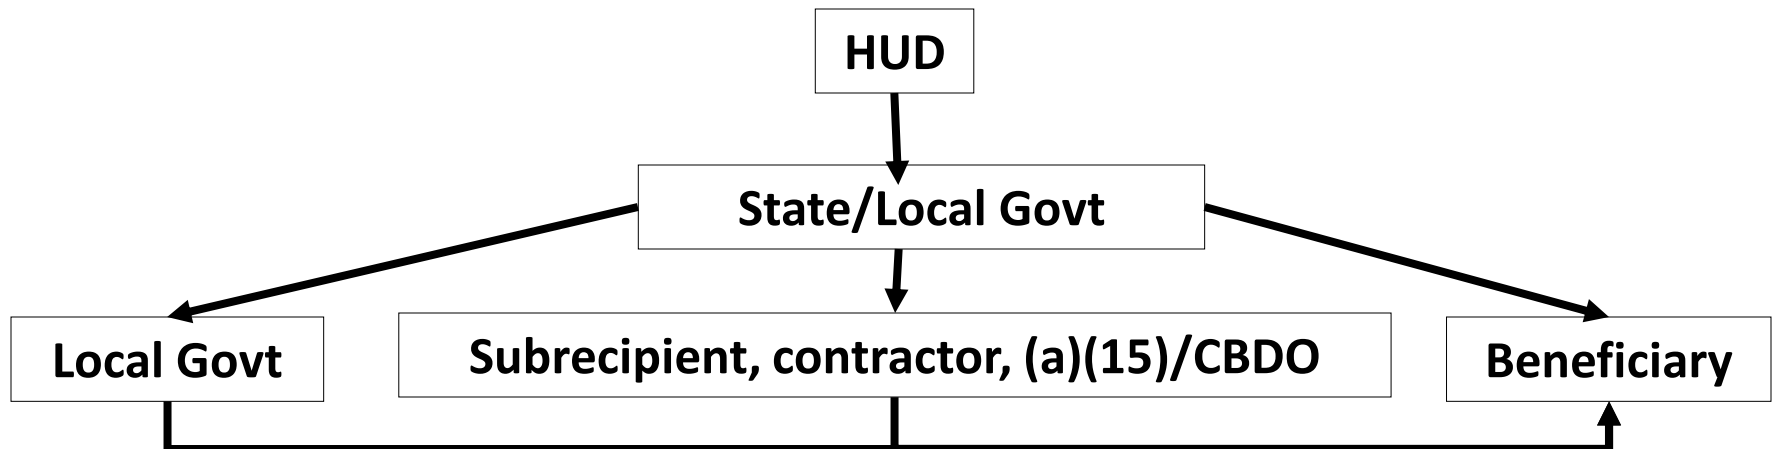 HUD
State/Local Govt
Local Govt
Subrecipient, contractor, (a)(15)/CBDO
Beneficiary